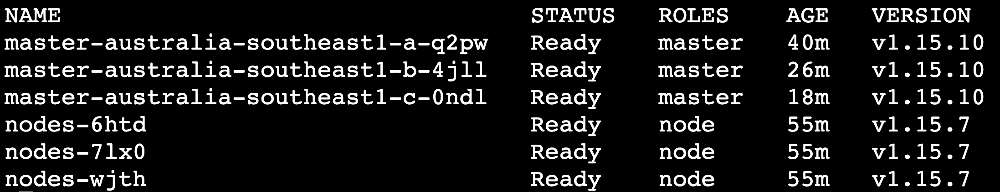 NAME STATUS ROLES AGE VERSION
master-australia-southeast1-a-q2pw Ready master 40m v1.15.10
master-australia-southeast1-b-4jll Ready master 26m v1.15.10
master-australia-southeast1-c-0ndl Ready master 18m v1.15.10
nodes-6htd Ready node 55m v1.15.7
nodes-7lx0 Ready node 55m v1.15.7
nodes-wjth Ready node 55m v1.15.7